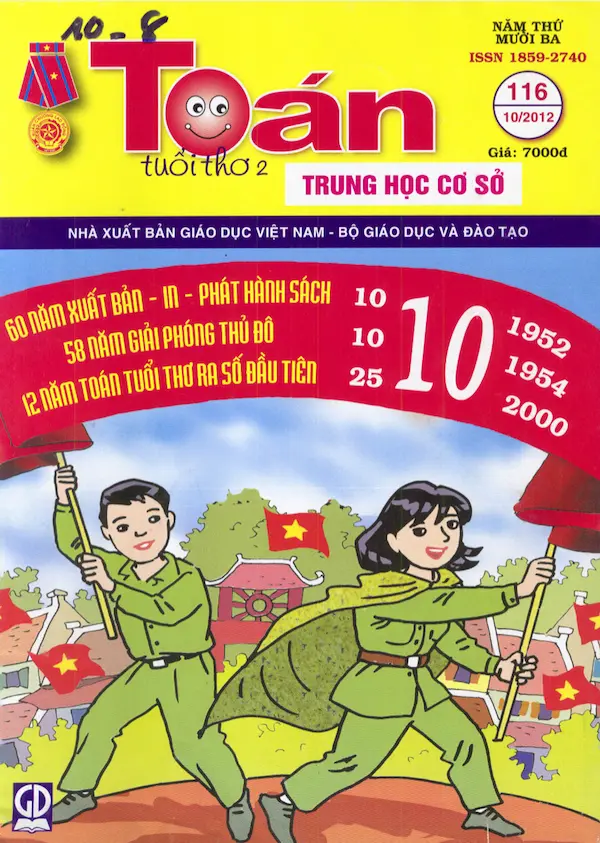 10 - 8
NĂM THỨ
MƯỜI BA
ISSN 1859-2740
Toán
tuổi thơ 2
116
10/2012
Giá: 7000đ
TRUNG HỌC CƠ SỞ
NHÀ XUẤT BẢN GIÁO DỤC VIỆT NAM - BỘ GIÁO DỤC VÀ ĐÀO TẠO
60 NĂM XUẤT BẢN - IN - PHÁT HÀNH SÁCH 10 10 1952
58 NĂM GIẢI PHÓNG THỦ ĐÔ 10 1954
12 NĂM TOÁN TUỔI THƠ RA SỐ ĐẦU TIÊN 25 2000
GD